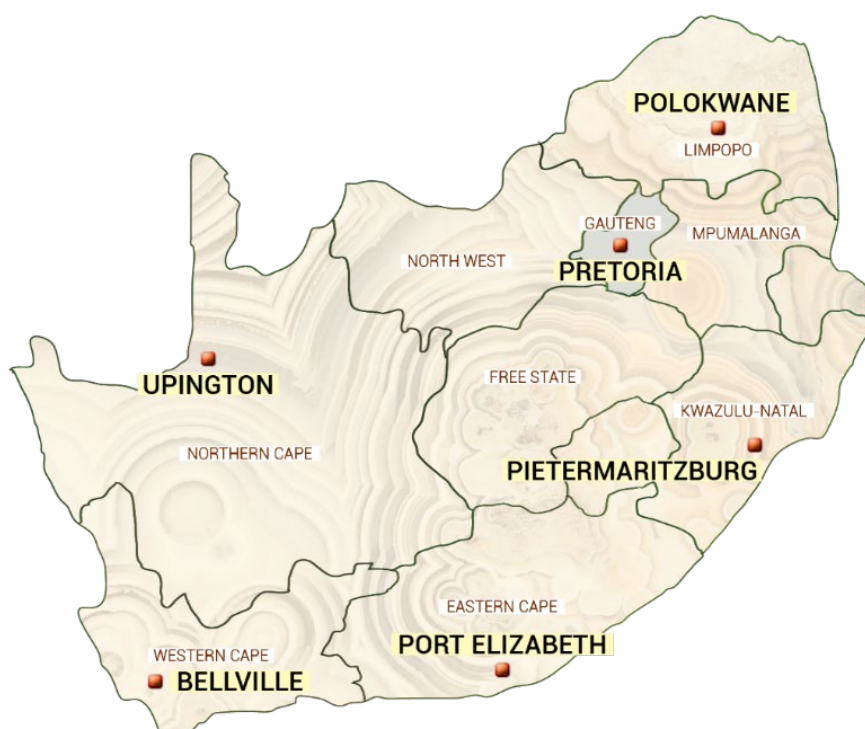 POLOKWANE
LIMPOPO
GAUTENG
MPUMALANGA
NORTH WEST
PRETORIA
UPINGTON
FREE STATE
KWAZULU-NATAL
NORTHERN CAPE
PIETERMARITZBURG
EASTERN CAPE
PORT ELIZABETH
WESTERN CAPE
BELLVILLE